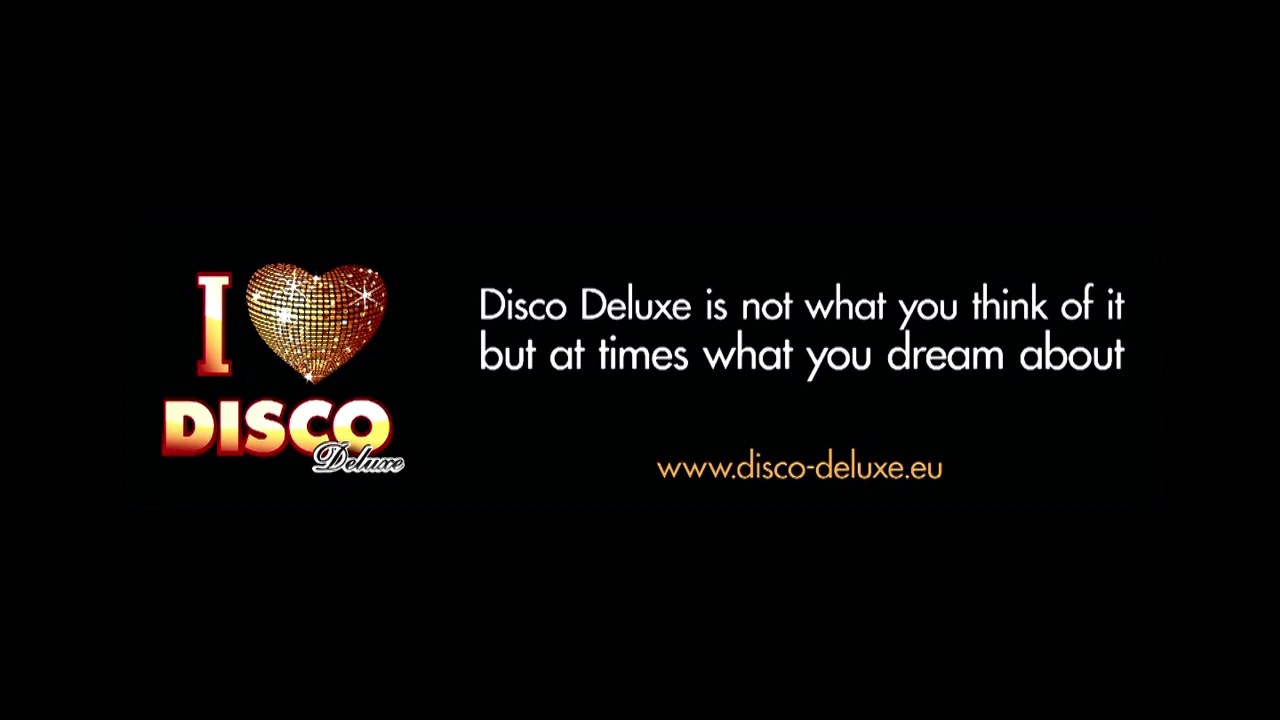 I
DISCO
Deluxe
Disco Deluxe is not what you think of it
but at times what you dream about
www.disco-deluxe.eu